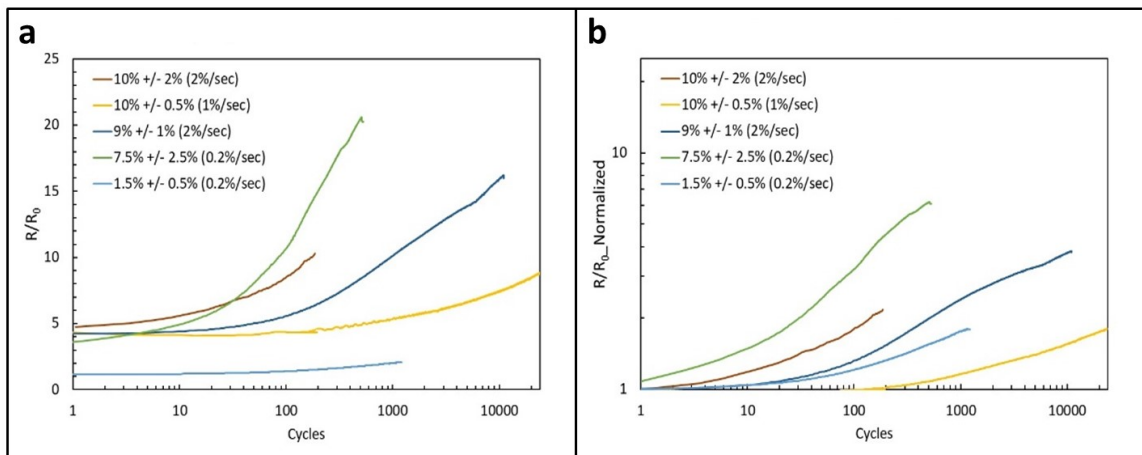 a
25
20
15
10
5
0
R/R0
10% +/- 2% (2%/sec)
10% +/- 0.5% (1%/sec)
9% +/- 1% (2%/sec)
7.5% +/- 2.5% (0.2%/sec)
1.5% +/- 0.5% (0.2%/sec)
1 10 100 1000 10000
Cycles
b
10
1
R/R0_Normalized
10% +/- 2% (2%/sec)
10% +/- 0.5% (1%/sec)
9% +/- 1% (2%/sec)
7.5% +/- 2.5% (0.2%/sec)
1.5% +/- 0.5% (0.2%/sec)
1 10 100 1000 10000
Cycles